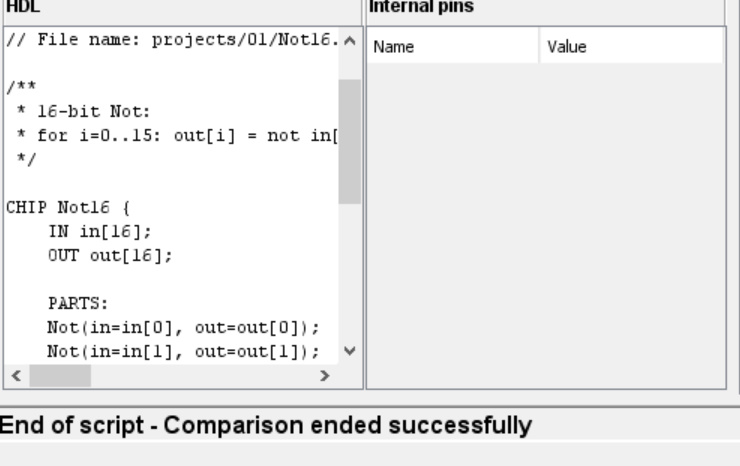 HDL
Internal pins
// File name: projects/01/Not16.
/**
* 16-bit Not:
* for i=0..15: out[i] = not in[
*/
CHIP Not16 {
IN in[16];
OUT out[16];
PARTS:
Not(in=in[0], out=out[0]);
Not(in=in[1], out=out[1]);
Name Value
End of script - Comparison ended successfully